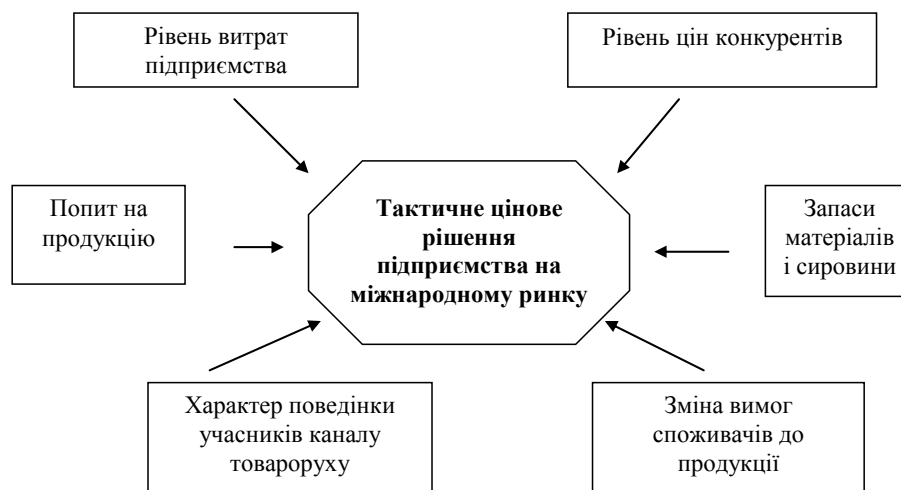 Рівень витрат
підприємства
Рівень цін конкурентів
Попит на
продукцію
Тактичне цінове
рішення
підприємства на
міжнародному ринку
Запаси
матеріалів
і сировини
Характер поведінки
учасників каналу
товароруху
Зміна вимог
споживачів до
продукції